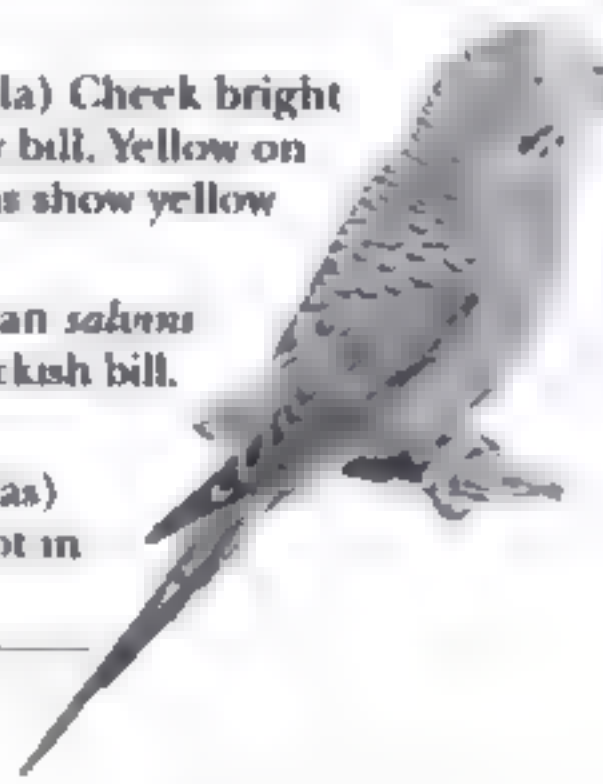 la) Cheek bright
bill. Yellow on
s show yellow
an salvini
kish bill.
as)
ot in